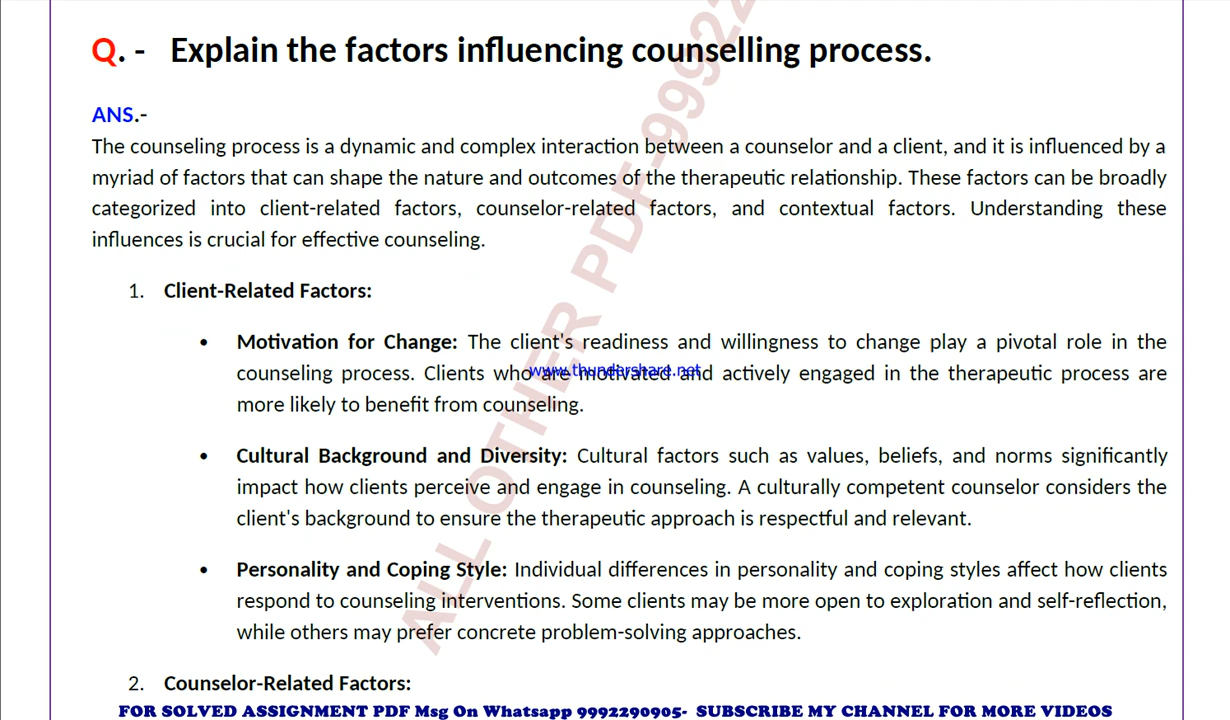 Q. - Explain the factors influencing counselling process.
ANS.-
The counseling process is a dynamic and complex interaction between a counselor and a client, and it is influenced by a
myriad of factors that can shape the nature and outcomes of the therapeutic relationship. These factors can be broadly
categorized into client-related factors, counselor-related factors, and contextual factors. Understanding these
influences is crucial for effective counseling.
1. Client-Related Factors:
• Motivation for Change: The client's readiness and willingness to change play a pivotal role in the
counseling process. Clients who are motivated and actively engaged in the therapeutic process are
www.thundershare.net
more likely to benefit from counseling.
• Cultural Background and Diversity: Cultural factors such as values, beliefs, and norms significantly
impact how clients perceive and engage in counseling. A culturally competent counselor considers the
client's background to ensure the therapeutic approach is respectful and relevant.
• Personality and Coping Style: Individual differences in personality and coping styles affect how clients
respond to counseling interventions. Some clients may be more open to exploration and self-reflection,
while others may prefer concrete problem-solving approaches.
2. Counselor-Related Factors:
FOR SOLVED ASSIGNMENT PDF Msg On Whatsapp 9992290905- SUBSCRIBE MY CHANNEL FOR MORE VIDEOS
ALL OTHER PDF-9992